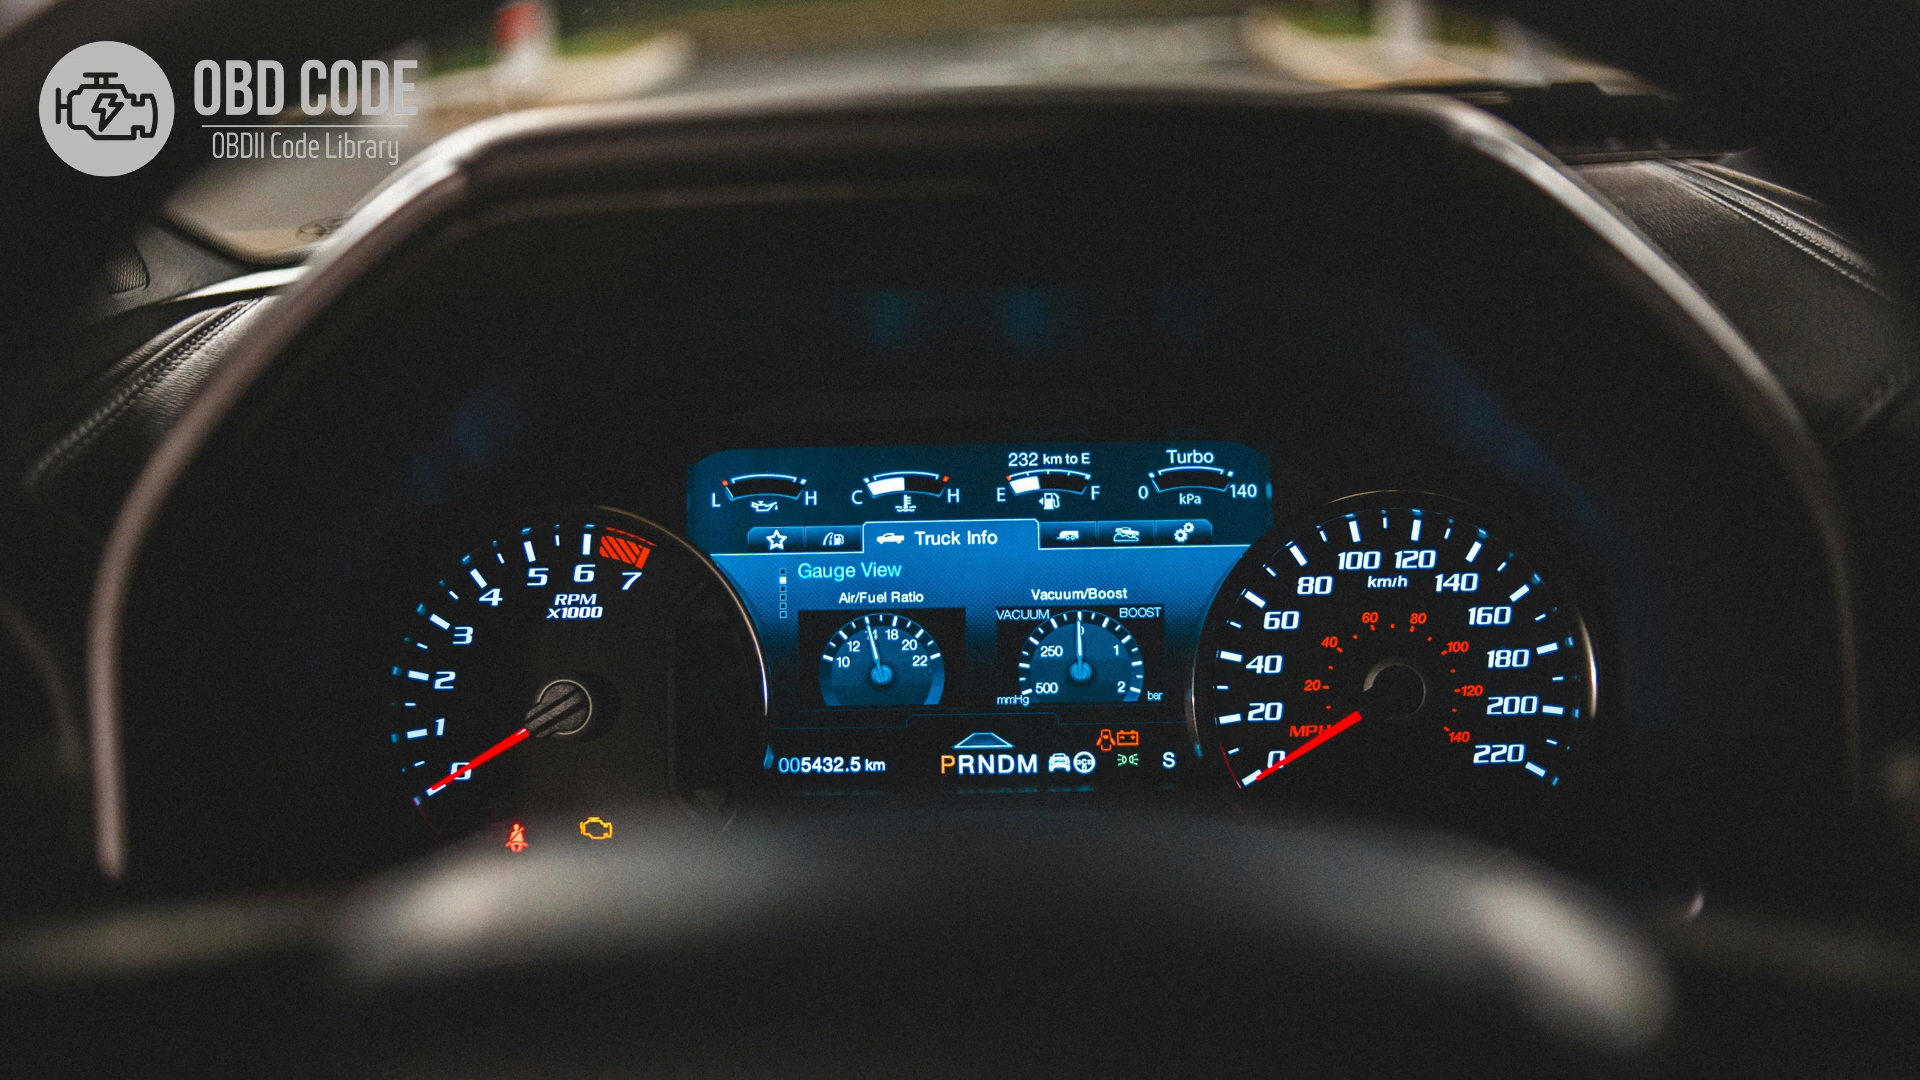 OBD CODE
OBDII Code Library
232 km to E
Turbo
L H
C H
E F
0 140
kPa
Truck Info
Gauge View
Air/Fuel Ratio
Vacuum/Boost
VACUUM BOOST
10 12 14 18 20 22
500 250 0 1 2
mmHg bar
0 1 2 3 4 5 6 7
RPM
X1000
0 20 40 60 80 100 120 140 160 180 200 220
km/h
20 40 60 80 100 120 140
MPH
005432.5 km
PRNDM
S